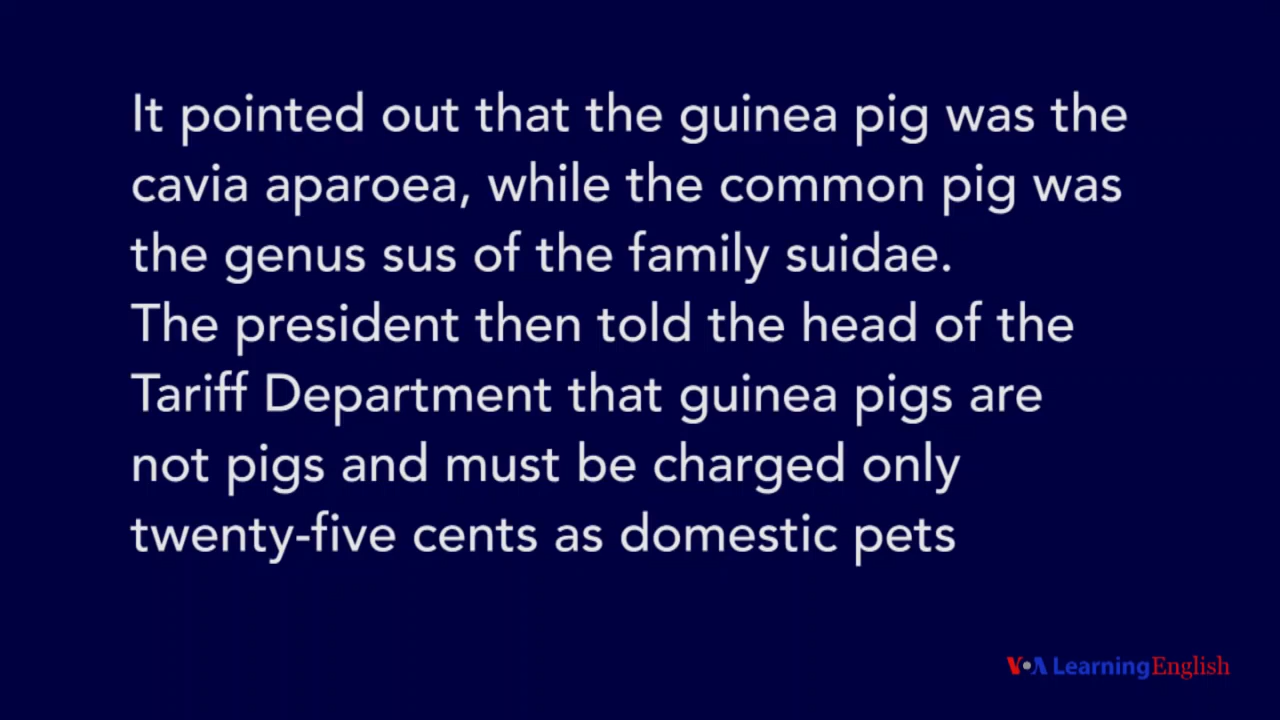 It pointed out that the guinea pig was the
cavia aparoea, while the common pig was
the genus sus of the family suidae.
The president then told the head of the
Tariff Department that guinea pigs are
not pigs and must be charged only
twenty-five cents as domestic pets
VOA Learning English